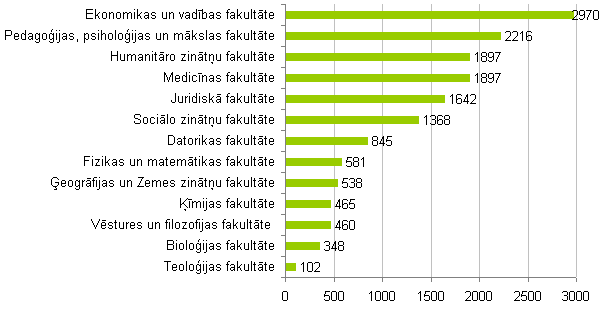 Ekonomikas un vadības fakultāte 2970
Pedagoģijas, psiholoģijas un mākslas fakultāte 2216
Humanitāro zinātņu fakultāte 1897
Medicīnas fakultāte 1897
Juridiskā fakultāte 1642
Sociālo zinātņu fakultāte 1368
Datorikas fakultāte 845
Fizikas un matemātikas fakultāte 581
Ģeogrāfijas un Zemes zinātņu fakultāte 538
Ķīmijas fakultāte 465
Vēstures un filozofijas fakultāte 460
Bioloģijas fakultāte 348
Teoloģijas fakultāte 102
0 500 1000 1500 2000 2500 3000